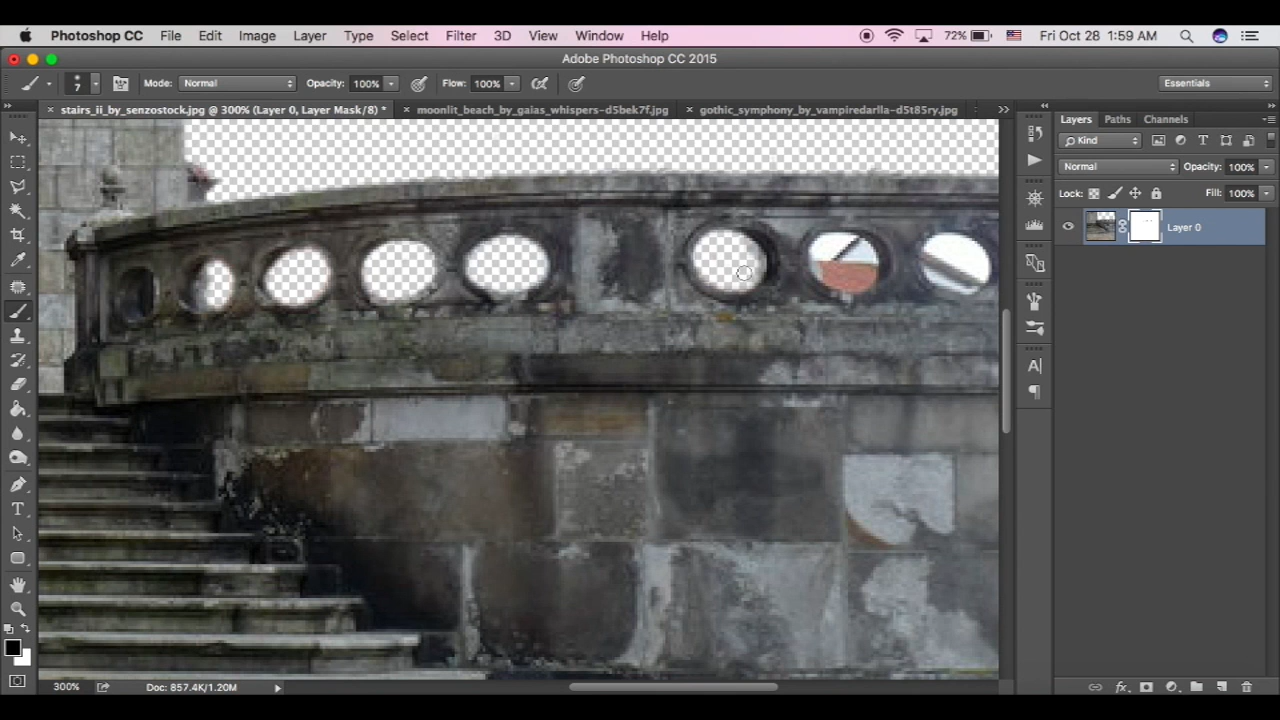 Photoshop CC File Edit Image Layer Type Select Filter 3D View Window Help 72% Fri Oct 28 1:59 AM
Adobe Photoshop CC 2015
7 Mode: Normal Opacity: 100% Flow: 100% Essentials
× stairs_ii_by_senzostock.jpg @ 300% (Layer 0, Layer Mask/8) * × moonlit_beach_by_gaias_whispers-d5bek7f.jpg × gothic_symphony_by_vampiredarlla-d5t85ry.jpg
Layers Paths Channels
Kind
Normal Opacity: 100%
Lock: Fill: 100%
Layer 0
300% Doc: 857.4K/1.20M